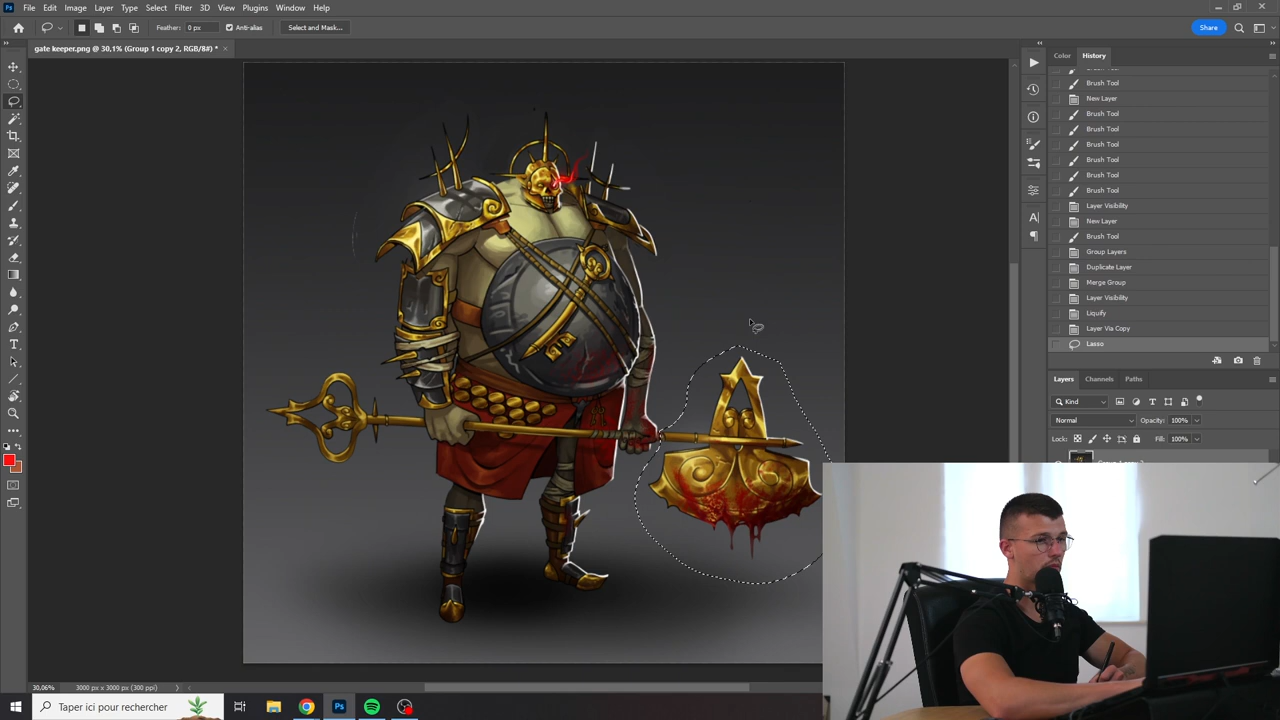 File Edit Image Layer Type Select Filter 3D View Plugins Window Help
Feather: 0 px Anti-alias Select and Mask... Share
gate keeper.png @ 30,1% (Group 1 copy 2, RGB/8#) *
Color History
Brush Tool
New Layer
Brush Tool
Brush Tool
Brush Tool
Brush Tool
Brush Tool
Brush Tool
Layer Visibility
New Layer
Brush Tool
Group Layers
Duplicate Layer
Merge Group
Layer Visibility
Liquify
Layer Via Copy
Lasso
Layers Channels Paths
Kind
Normal Opacity: 100%
Lock: Fill: 100%
30,06% 3000 px x 3000 px (300 ppi)
Taper ici pour rechercher